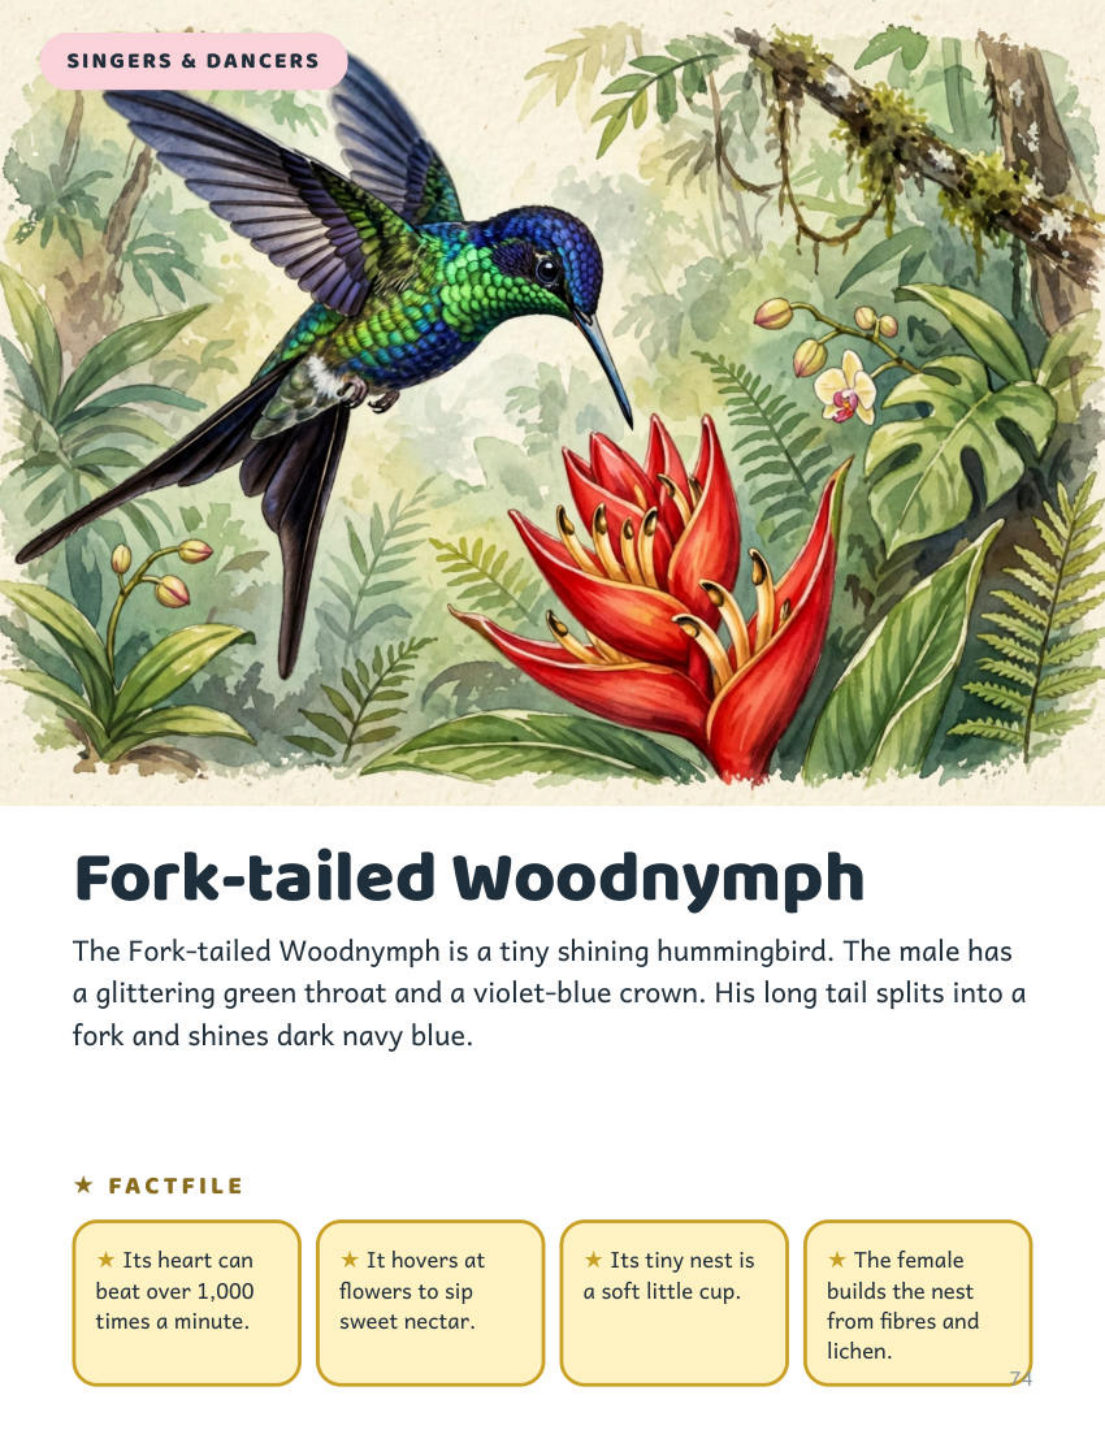 SINGERS & DANCERS
Fork-tailed Woodnymph
The Fork-tailed Woodnymph is a tiny shining hummingbird. The male has
a glittering green throat and a violet-blue crown. His long tail splits into a
fork and shines dark navy blue.
★ FACTFILE
★ Its heart can
beat over 1,000
times a minute.
★ It hovers at
flowers to sip
sweet nectar.
★ Its tiny nest is
a soft little cup.
★ The female
builds the nest
from fibres and
lichen.
74